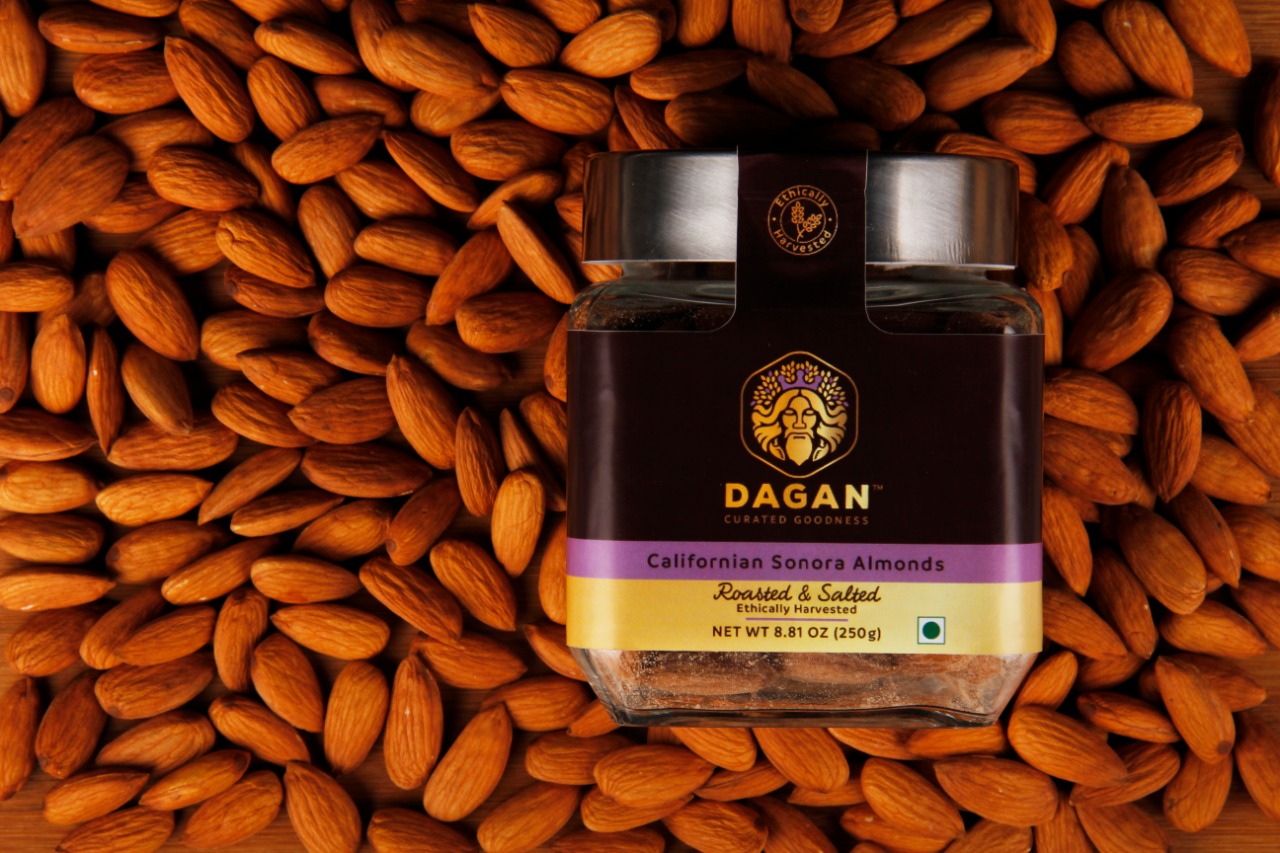 Ethically
Harvested
DAGAN™
CURATED GOODNESS
Californian Sonora Almonds
Roasted & Salted
Ethically Harvested
NET WT 8.81 OZ (250g)